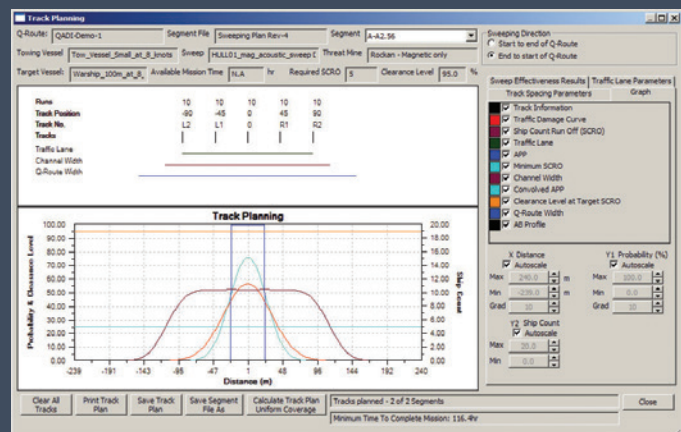 Track Planning
Q-Route: QADI-Demo-1 Segment File Sweeping Plan Rev-4 Segment A-A2.56
Towing Vessel Tow_Vessel_Small_at_8_knots Sweep HULL01_mag_acoustic_sweep D Threat Mine Rockan - Magnetic only
Target Vessel: Warship_100m_at_8_ Available Mission Time N.A hr Required SCRO 5 Clearance Level 95.0 %
Sweeping Direction
Start to end of Q-Route
End to start of Q-Route
Sweep Effectiveness Results Traffic Lane Parameters
Track Spacing Parameters Graph
Runs 10 10 10 10 10
Track Position -90 -45 0 45 90
Track No. L2 L1 0 R1 R2
Tracks
Traffic Lane
Channel Width
Q-Route Width
Track Information
Traffic Damage Curve
Ship Count Run Off (SCRO)
Traffic Lane
APP
Minimum SCRO
Channel Width
Convolved APP
Clearance Level at Target SCRO
Q-Route Width
AB Profile
Track Planning
Probability & Clearance Level
100.00
90.00
80.00
70.00
60.00
50.00
40.00
30.00
20.00
10.00
0.00
20.00
18.00
16.00
14.00
12.00
10.00
8.00
6.00
4.00
2.00
0.00
Ship Count
-239 -191 -143 -95 -47 1 48 96 144 192 240
Distance (m)
X Distance Y1 Probability (%)
Autoscale Autoscale
Max 240.0 m Max 100.0
Min -239.0 m Min 0.0
Grad 10 Grad 10
Y2 Ship Count
Autoscale
Max 20.0
Min 0.0
Clear All Tracks
Print Track Plan
Save Track Plan
Save Segment File As
Calculate Track Plan Uniform Coverage
Tracks planned - 2 of 2 Segments
Minimum Time To Complete Mission: 116.4hr
Close